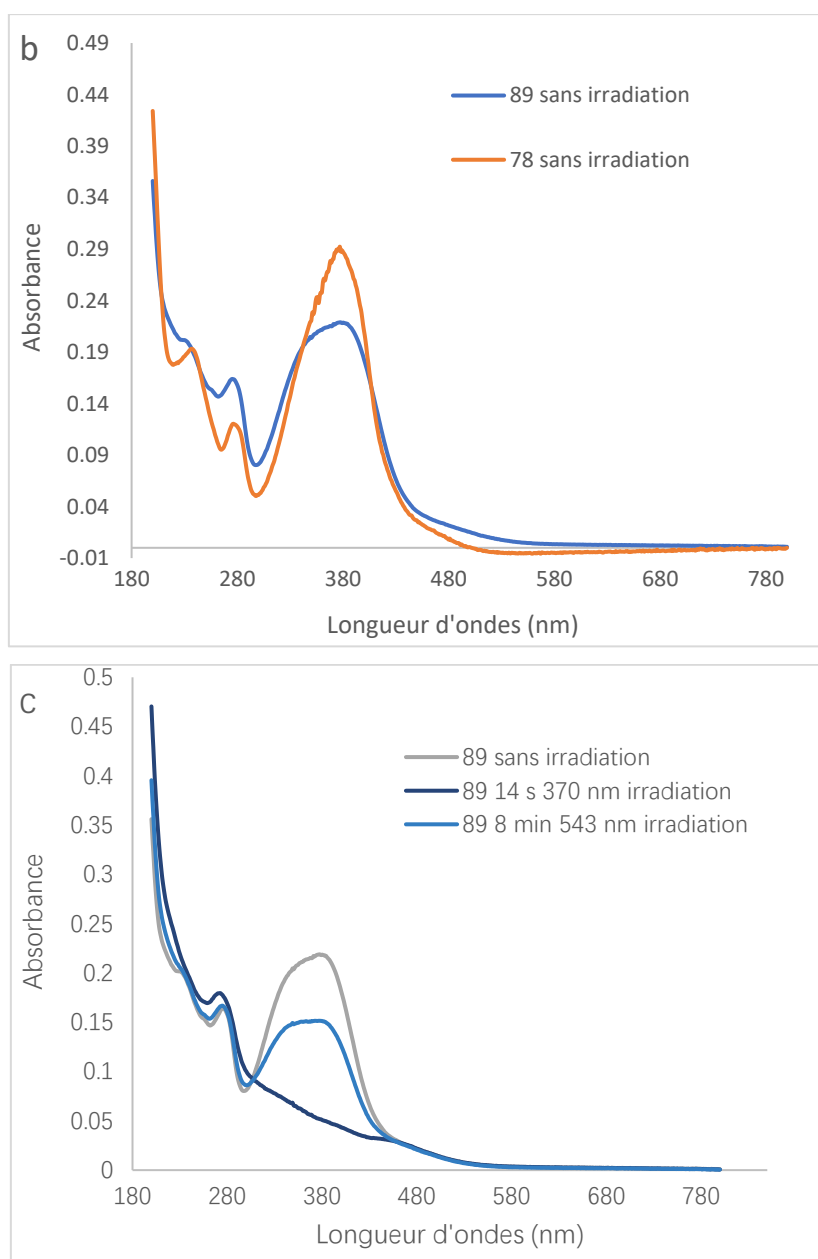 b
0.49
0.44
0.39
0.34
0.29
0.24
0.19
0.14
0.09
0.04
-0.01
Absorbance
89 sans irradiation
78 sans irradiation
180 280 380 480 580 680 780
Longueur d'ondes (nm)
C
0.5
0.45
0.4
0.35
0.3
0.25
0.2
0.15
0.1
0.05
0
Absorbance
89 sans irradiation
89 14 s 370 nm irradiation
89 8 min 543 nm irradiation
180 280 380 480 580 680 780
Longueur d'ondes (nm)